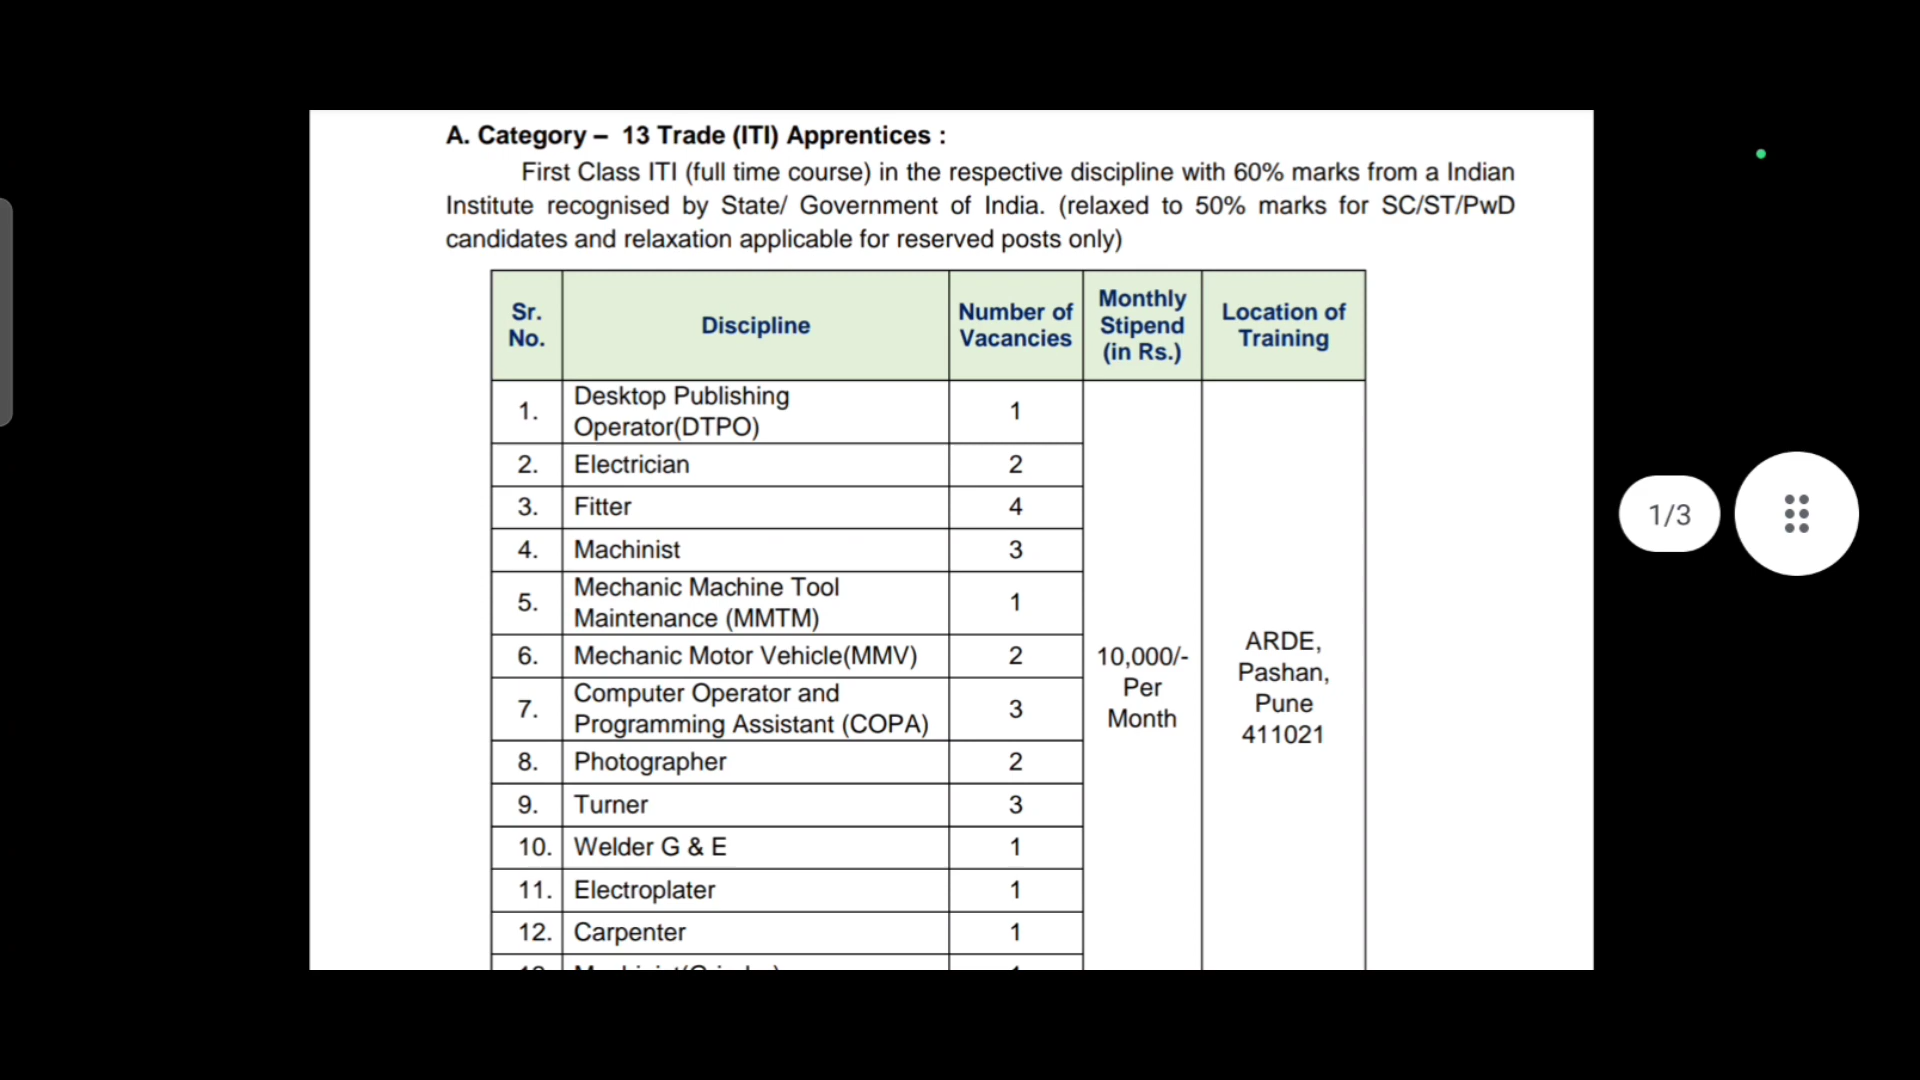 A. Category – 13 Trade (ITI) Apprentices :
First Class ITI (full time course) in the respective discipline with 60% marks from a Indian
Institute recognised by State/ Government of India. (relaxed to 50% marks for SC/ST/PwD
candidates and relaxation applicable for reserved posts only)
Sr. No. Discipline Number of Vacancies Monthly Stipend (in Rs.) Location of Training
1. Desktop Publishing Operator(DTPO) 1
2. Electrician 2
3. Fitter 4
4. Machinist 3
5. Mechanic Machine Tool Maintenance (MMTM) 1
6. Mechanic Motor Vehicle(MMV) 2
7. Computer Operator and Programming Assistant (COPA) 3
8. Photographer 2
9. Turner 3
10. Welder G & E 1
11. Electroplater 1
12. Carpenter 1
10,000/-
Per
Month
ARDE,
Pashan,
Pune
411021
1/3